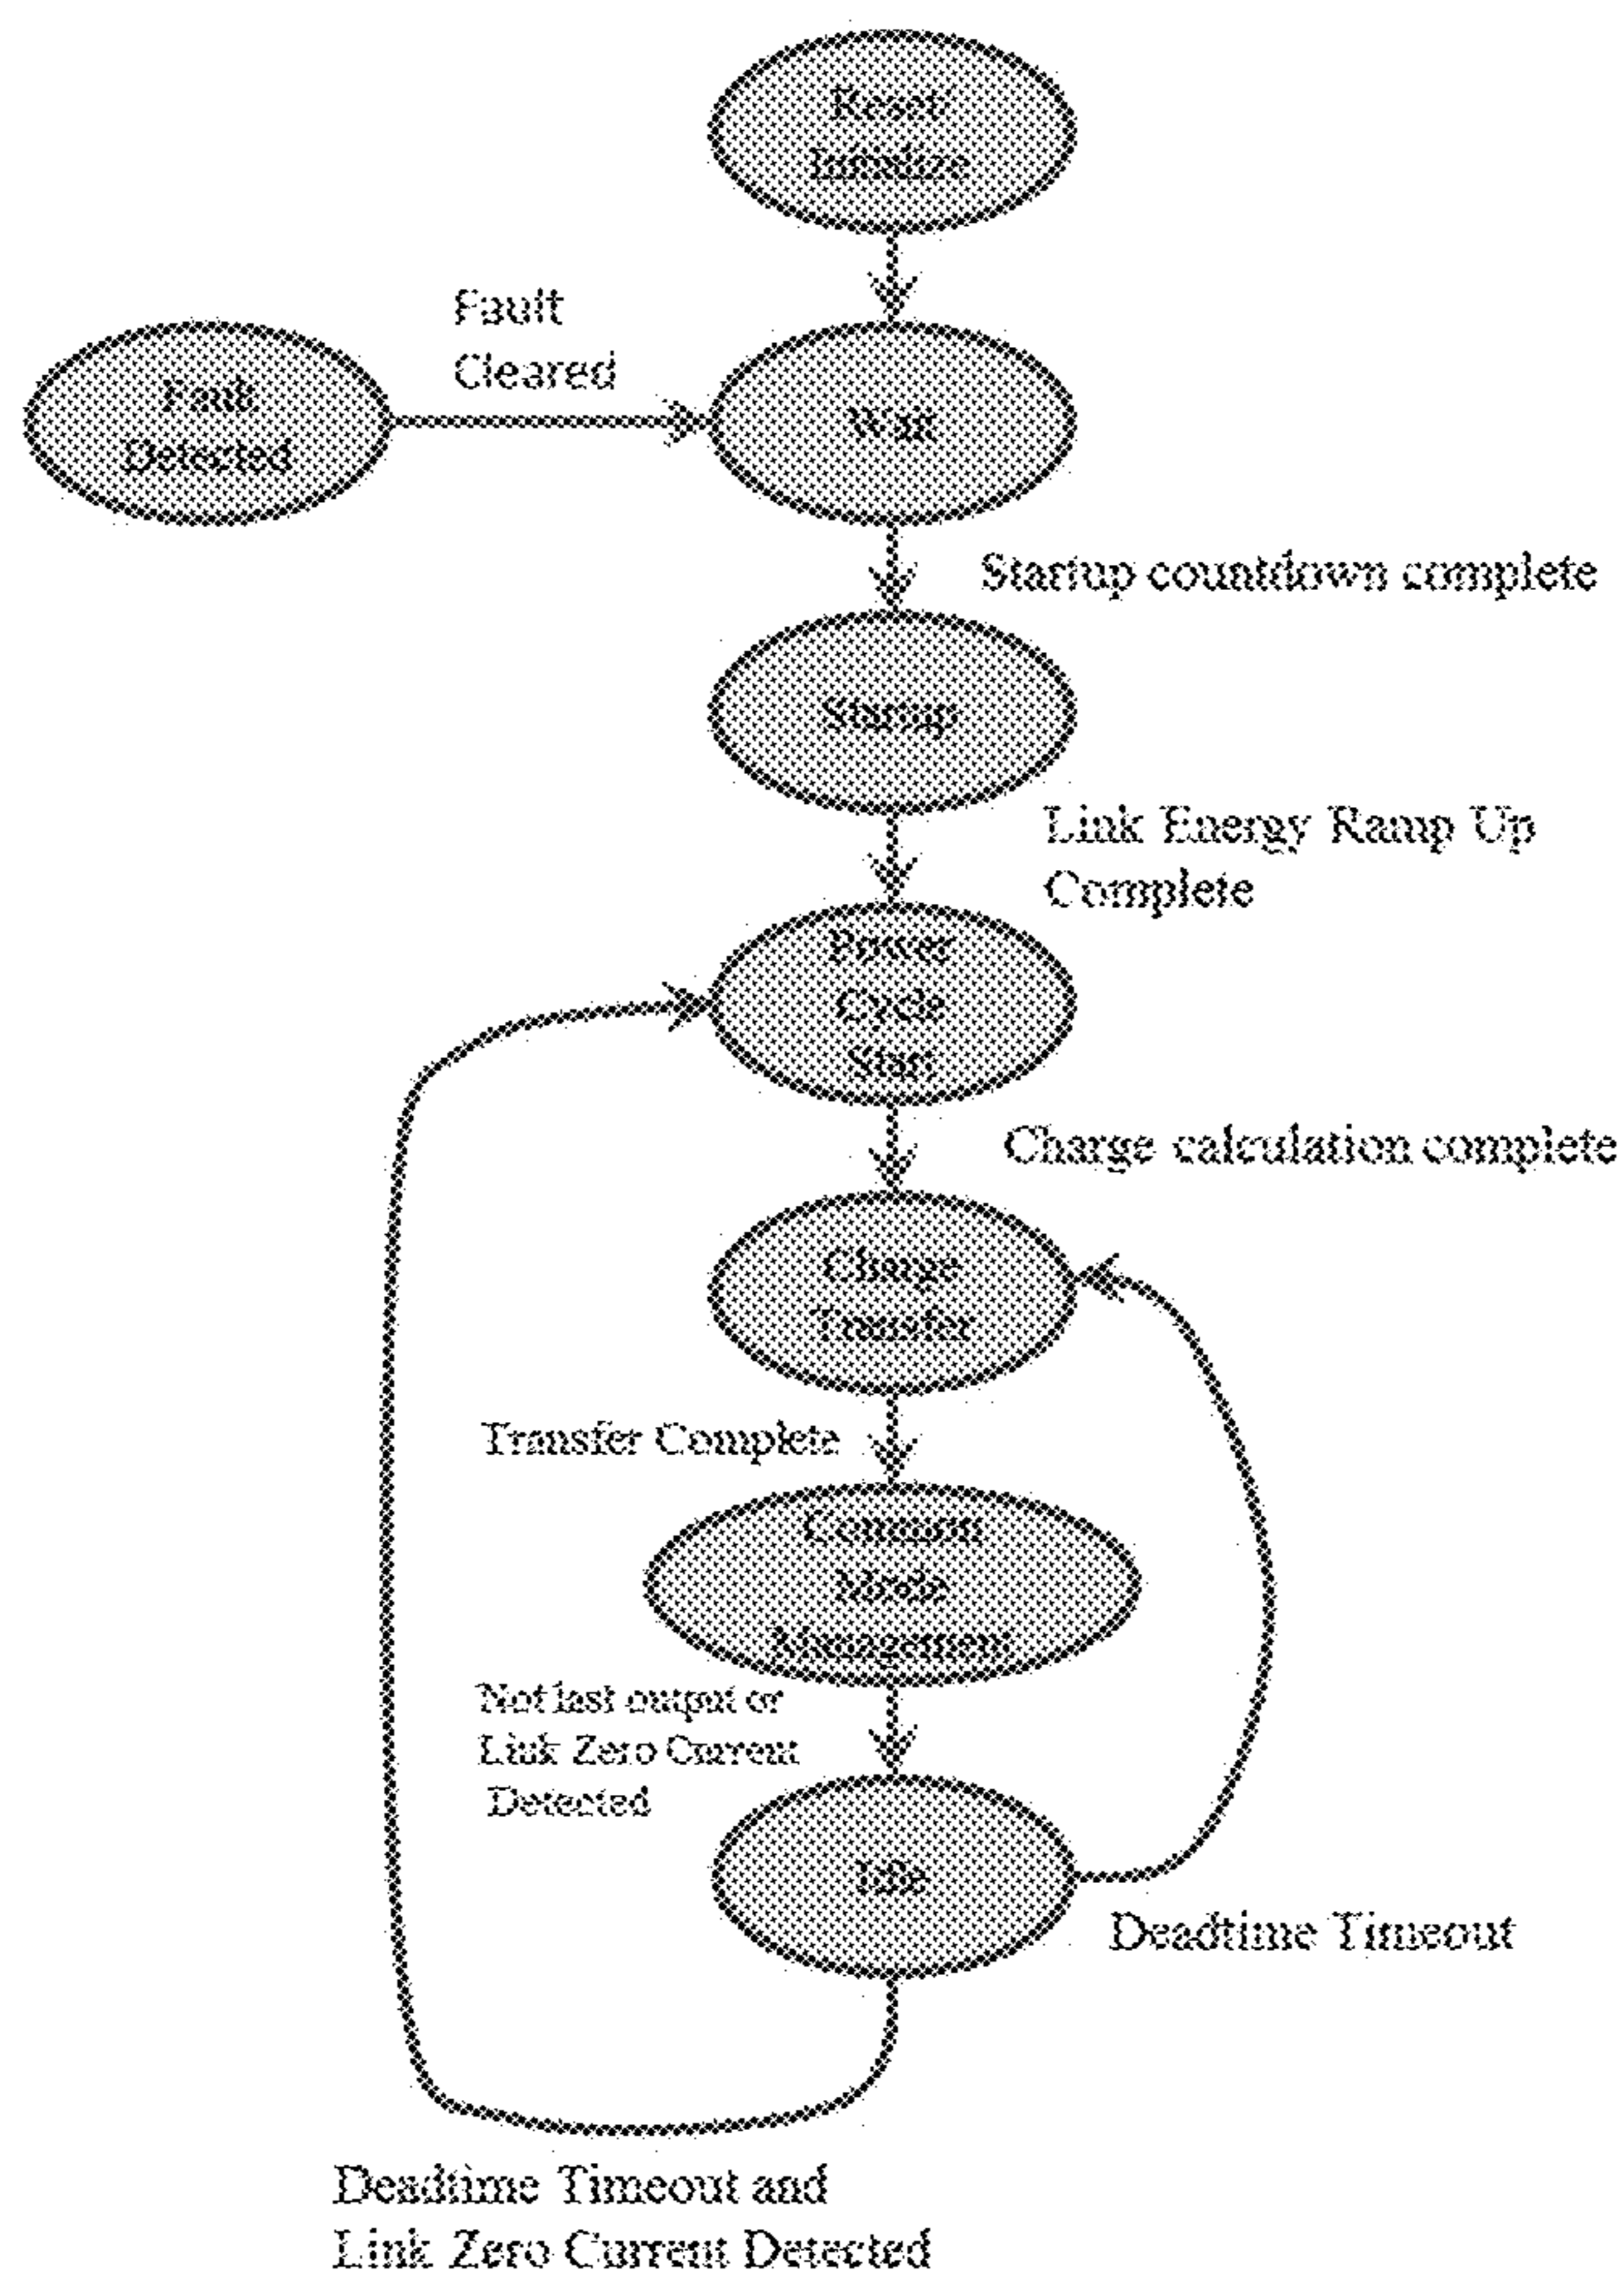 Reset
Initialize
Fault
Cleared
Fault
Detected
Wait
Startup countdown complete
Startup
Link Energy Ramp Up
Complete
Power
Cycle
Start
Charge calculation complete
Charge
Transfer
Transfer Complete
Common
Mode
Management
Not last output or
Link Zero Current
Detected
Idle
Deadtime Timeout
Deadtime Timeout and
Link Zero Current Detected